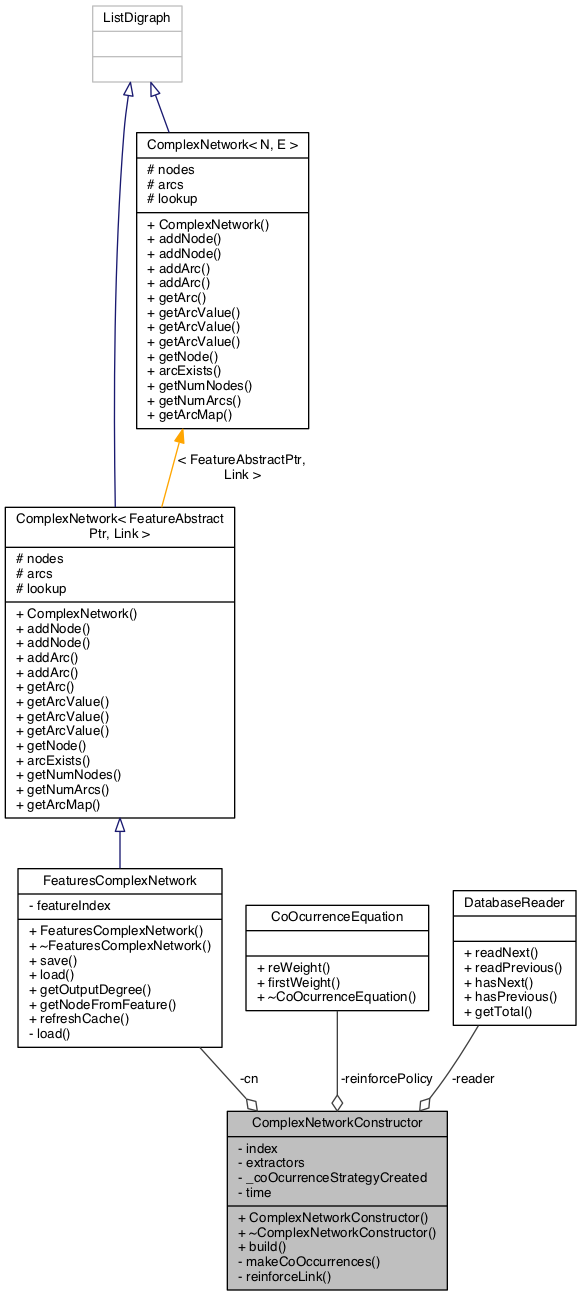 ListDigraph
ComplexNetwork< N, E >
# nodes
# arcs
# lookup
+ ComplexNetwork()
+ addNode()
+ addNode()
+ addArc()
+ addArc()
+ getArc()
+ getArcValue()
+ getArcValue()
+ getArcValue()
+ getNode()
+ arcExists()
+ getNumNodes()
+ getNumArcs()
+ getArcMap()
< FeatureAbstractPtr,
Link >
ComplexNetwork< FeatureAbstract
Ptr, Link >
# nodes
# arcs
# lookup
+ ComplexNetwork()
+ addNode()
+ addNode()
+ addArc()
+ addArc()
+ getArc()
+ getArcValue()
+ getArcValue()
+ getArcValue()
+ getNode()
+ arcExists()
+ getNumNodes()
+ getNumArcs()
+ getArcMap()
FeaturesComplexNetwork
- featureIndex
+ FeaturesComplexNetwork()
+ ~FeaturesComplexNetwork()
+ save()
+ load()
+ getOutputDegree()
+ getNodeFromFeature()
+ refreshCache()
- load()
CoOcurrenceEquation
+ reWeight()
+ firstWeight()
+ ~CoOcurrenceEquation()
DatabaseReader
+ readNext()
+ readPrevious()
+ hasNext()
+ hasPrevious()
+ getTotal()
-cn
-reinforcePolicy
-reader
ComplexNetworkConstructor
- index
- extractors
- _coOcurrenceStrategyCreated
- time
+ ComplexNetworkConstructor()
+ ~ComplexNetworkConstructor()
+ build()
- makeCoOccurrences()
- reinforceLink()